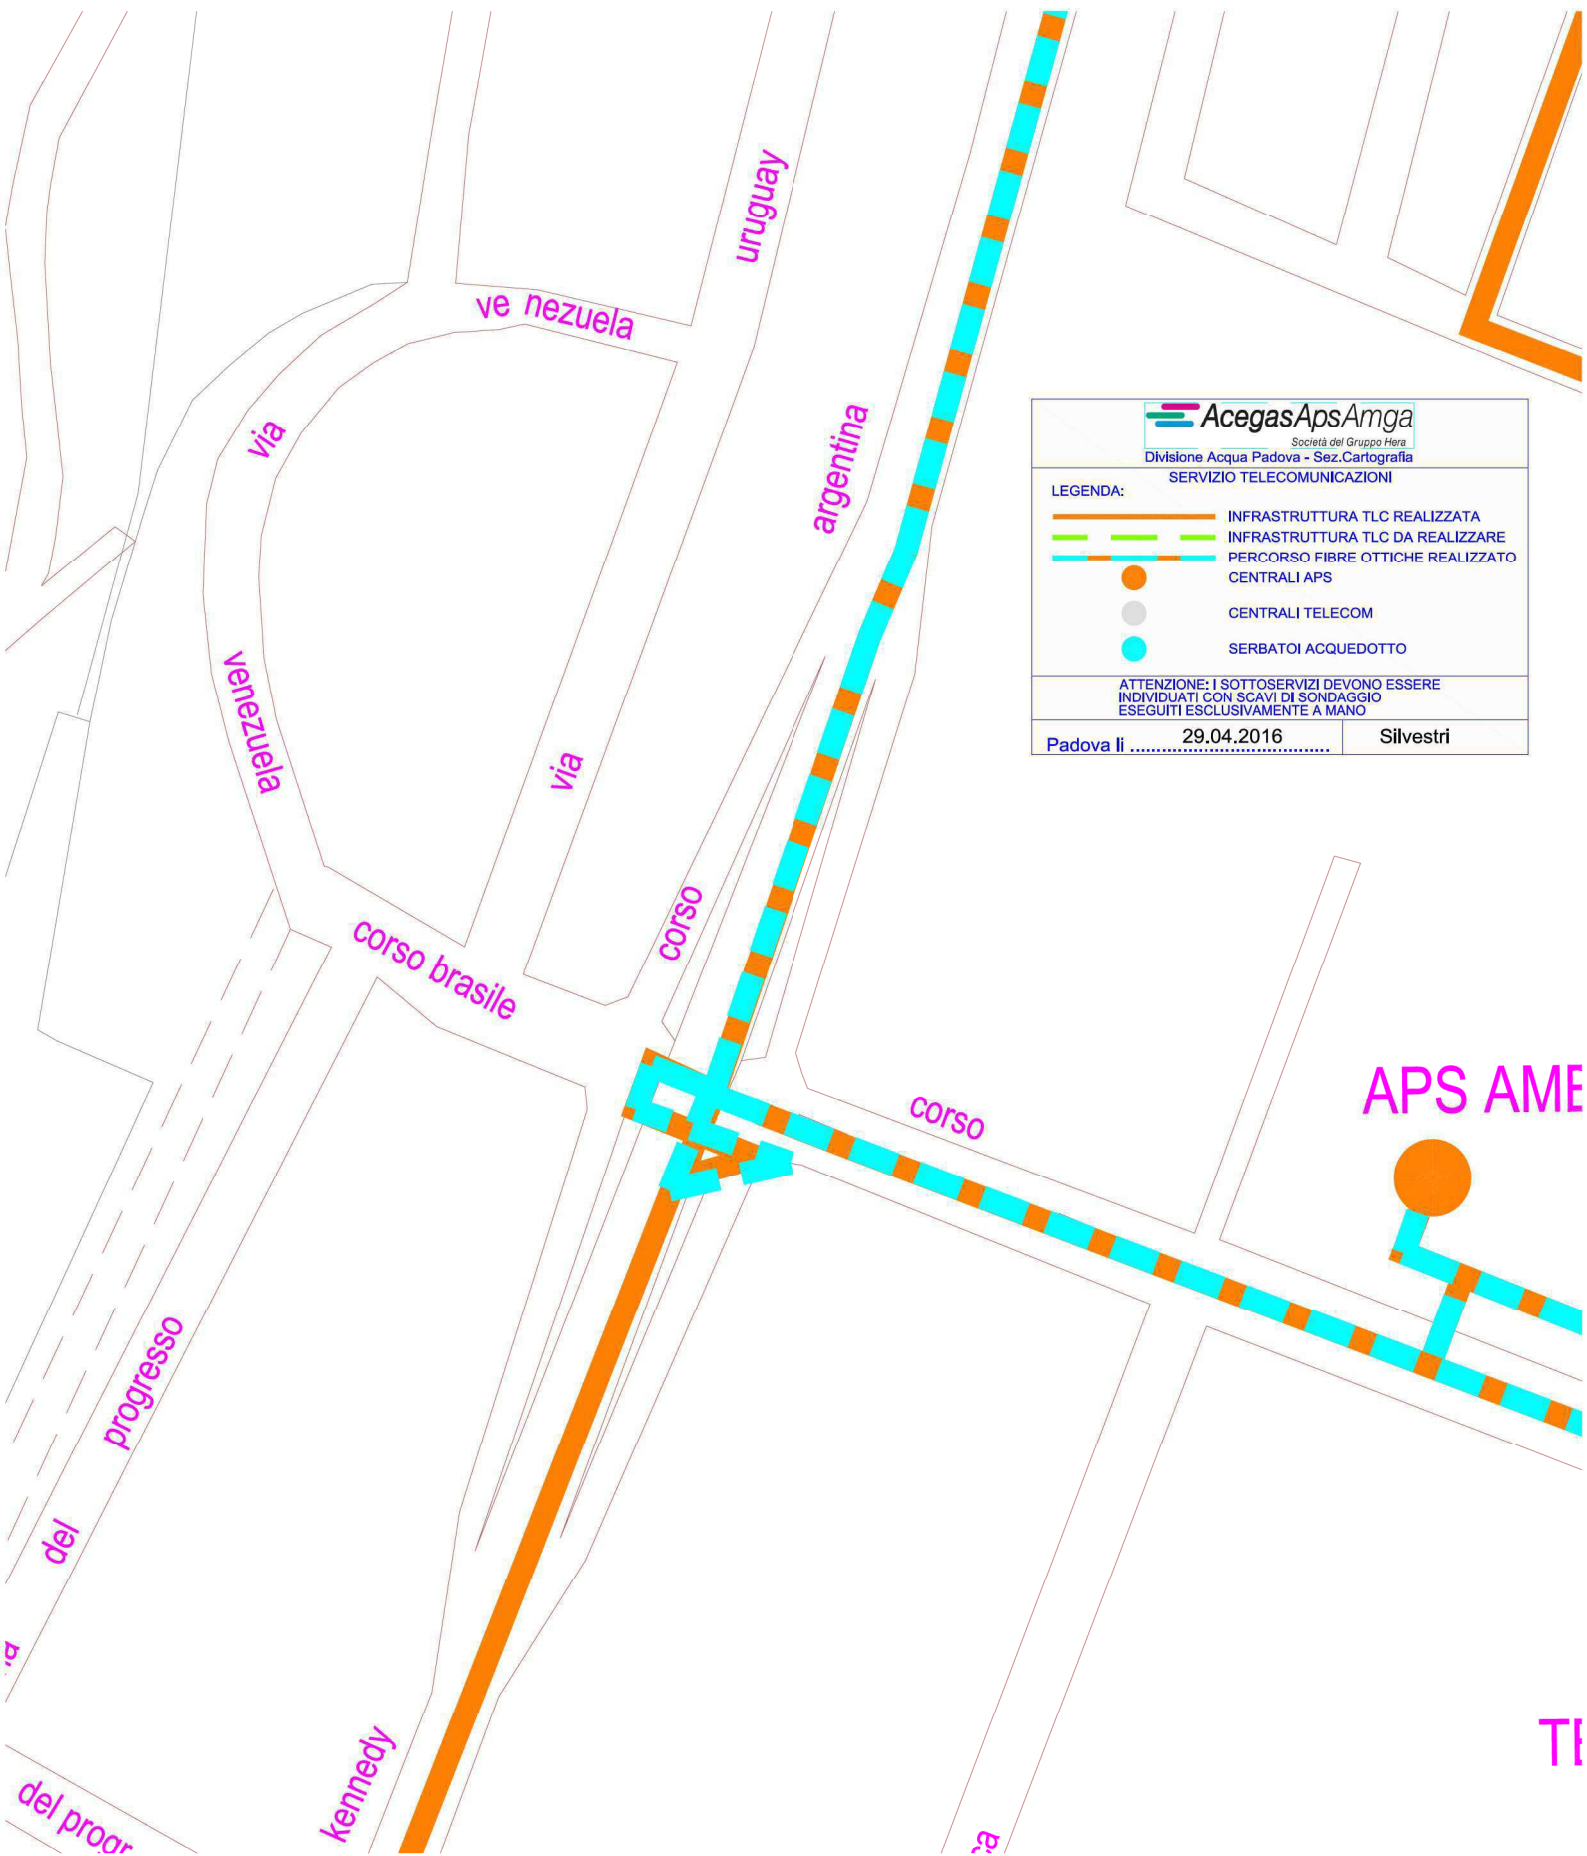 uruguay
ve nezuela
via
argentina
AcegasApsAmga
Società del Gruppo Hera
Divisione Acqua Padova - Sez.Cartografia
SERVIZIO TELECOMUNICAZIONI
LEGENDA:
INFRASTRUTTURA TLC REALIZZATA
INFRASTRUTTURA TLC DA REALIZZARE
PERCORSO FIBRE OTTICHE REALIZZATO
CENTRALI APS
CENTRALI TELECOM
SERBATOI ACQUEDOTTO
ATTENZIONE: I SOTTOSERVIZI DEVONO ESSERE
INDIVIDUATI CON SCAVI DI SONDAGGIO
ESEGUITI ESCLUSIVAMENTE A MANO
Padova li .................................. 29.04.2016
Silvestri
venezuela
via
corso
corso brasile
corso
APS AME
progresso
del
TE
kennedy
del progr
ca